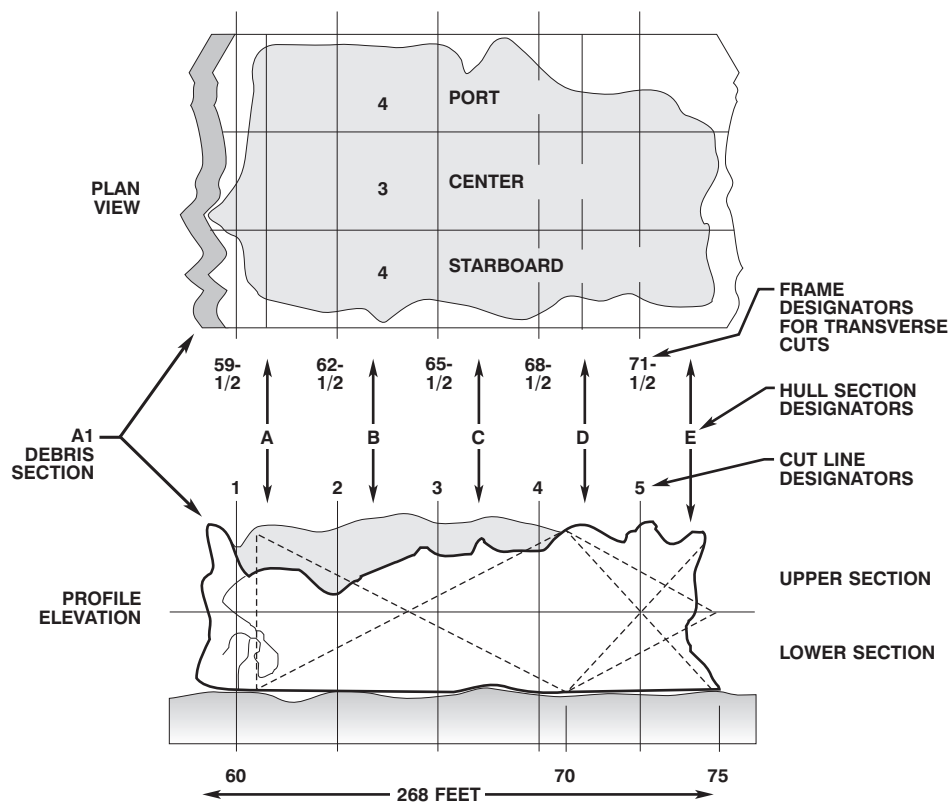 PLAN
VIEW
4
PORT
3
CENTER
4
STARBOARD
FRAME
DESIGNATORS
FOR TRANSVERSE
CUTS
59-
1/2
62-
1/2
65-
1/2
68-
1/2
71-
1/2
HULL SECTION
DESIGNATORS
A1
DEBRIS
SECTION
A
B
C
D
E
CUT LINE
DESIGNATORS
1
2
3
4
5
PROFILE
ELEVATION
UPPER SECTION
LOWER SECTION
60
70
75
268 FEET